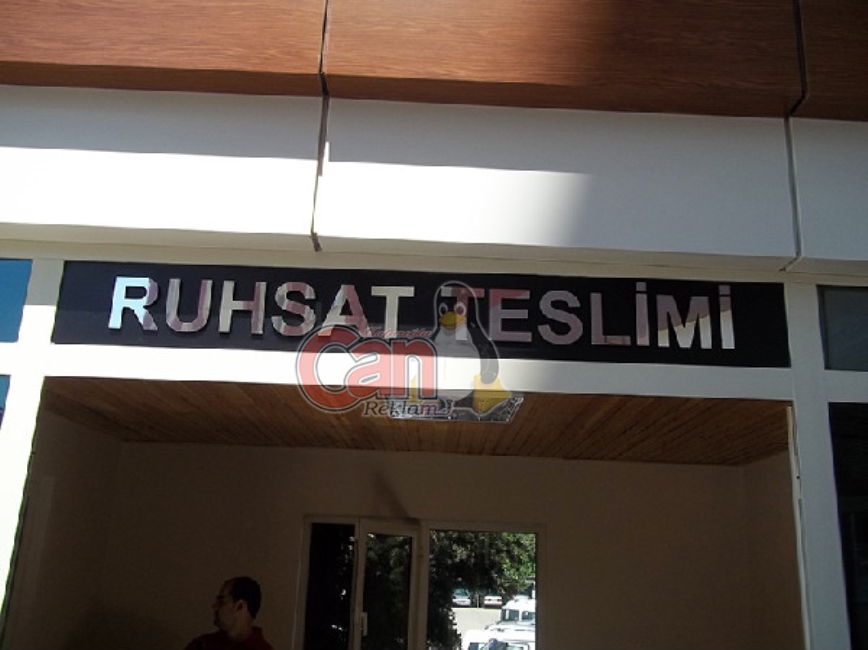 RUHSAT TESLİMİ
Can
Reklam